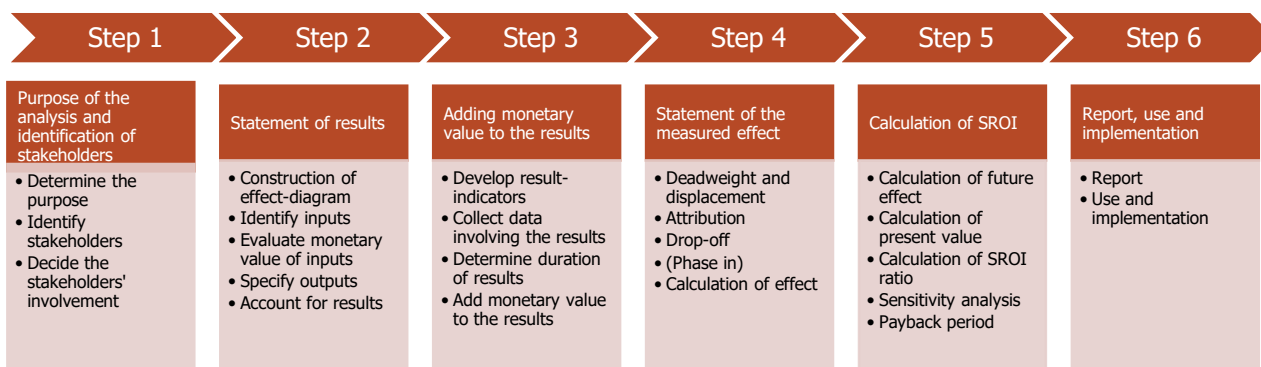 Step 1
Step 2
Step 3
Step 4
Step 5
Step 6
Purpose of the
analysis and
identification of
stakeholders
• Determine the
purpose
• Identify
stakeholders
• Decide the
stakeholders'
involvement
Statement of results
• Construction of
effect-diagram
• Identify inputs
• Evaluate monetary
value of inputs
• Specify outputs
• Account for results
Adding monetary
value to the results
• Develop result-
indicators
• Collect data
involving the results
• Determine duration
of results
• Add monetary value
to the results
Statement of the
measured effect
• Deadweight and
displacement
• Attribution
• Drop-off
• (Phase in)
• Calculation of effect
Calculation of SROI
• Calculation of future
effect
• Calculation of
present value
• Calculation of SROI
ratio
• Sensitivity analysis
• Payback period
Report, use and
implementation
• Report
• Use and
implementation